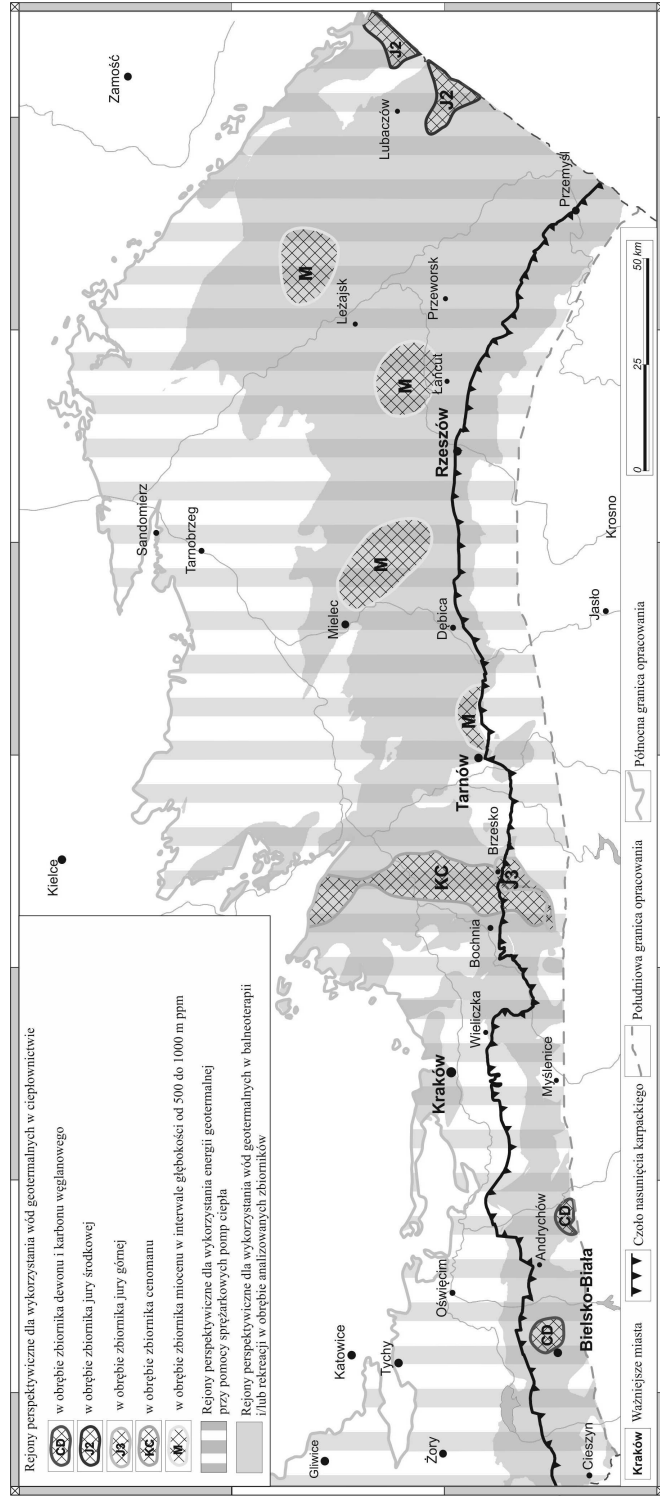 Rejony perspektywiczne dla wykorzystania wód geotermalnych w ciepłownictwie
CD
w obrębie zbiornika dewonu i karbonu węglanowego
J2
w obrębie zbiornika jury środkowej
J3
w obrębie zbiornika jury górnej
KC
w obrębie zbiornika cenomanu
M
w obrębie zbiornika miocenu w interwale głębokości od 500 do 1000 m ppm
Rejony perspektywiczne dla wykorzystania energii geotermalnej
przy pomocy sprężarkowych pomp ciepła
Rejony perspektywiczne dla wykorzystania wód geotermalnych w balneoterapii
i/lub rekreacji w obrębie analizowanych zbiorników
Kielce
Zamość
Sandomierz
Tarnobrzeg
J2
Lubaczów
J2
M
Leżajsk
Przeworsk
M
Łańcut
Rzeszów
Przemyśl
M
Mielec
Dębica
M
Tarnów
Jasło
Krosno
KC
Brzesko
J3
Bochnia
Wieliczka
Kraków
Myślenice
Gliwice
Katowice
Tychy
Żory
Oświęcim
Andrychów
CD
CD
Bielsko-Biała
Cieszyn
0
25
50 km
Kraków
Ważniejsze miasta
Czoło nasunięcia karpackiego
Południowa granica opracowania
Północna granica opracowania